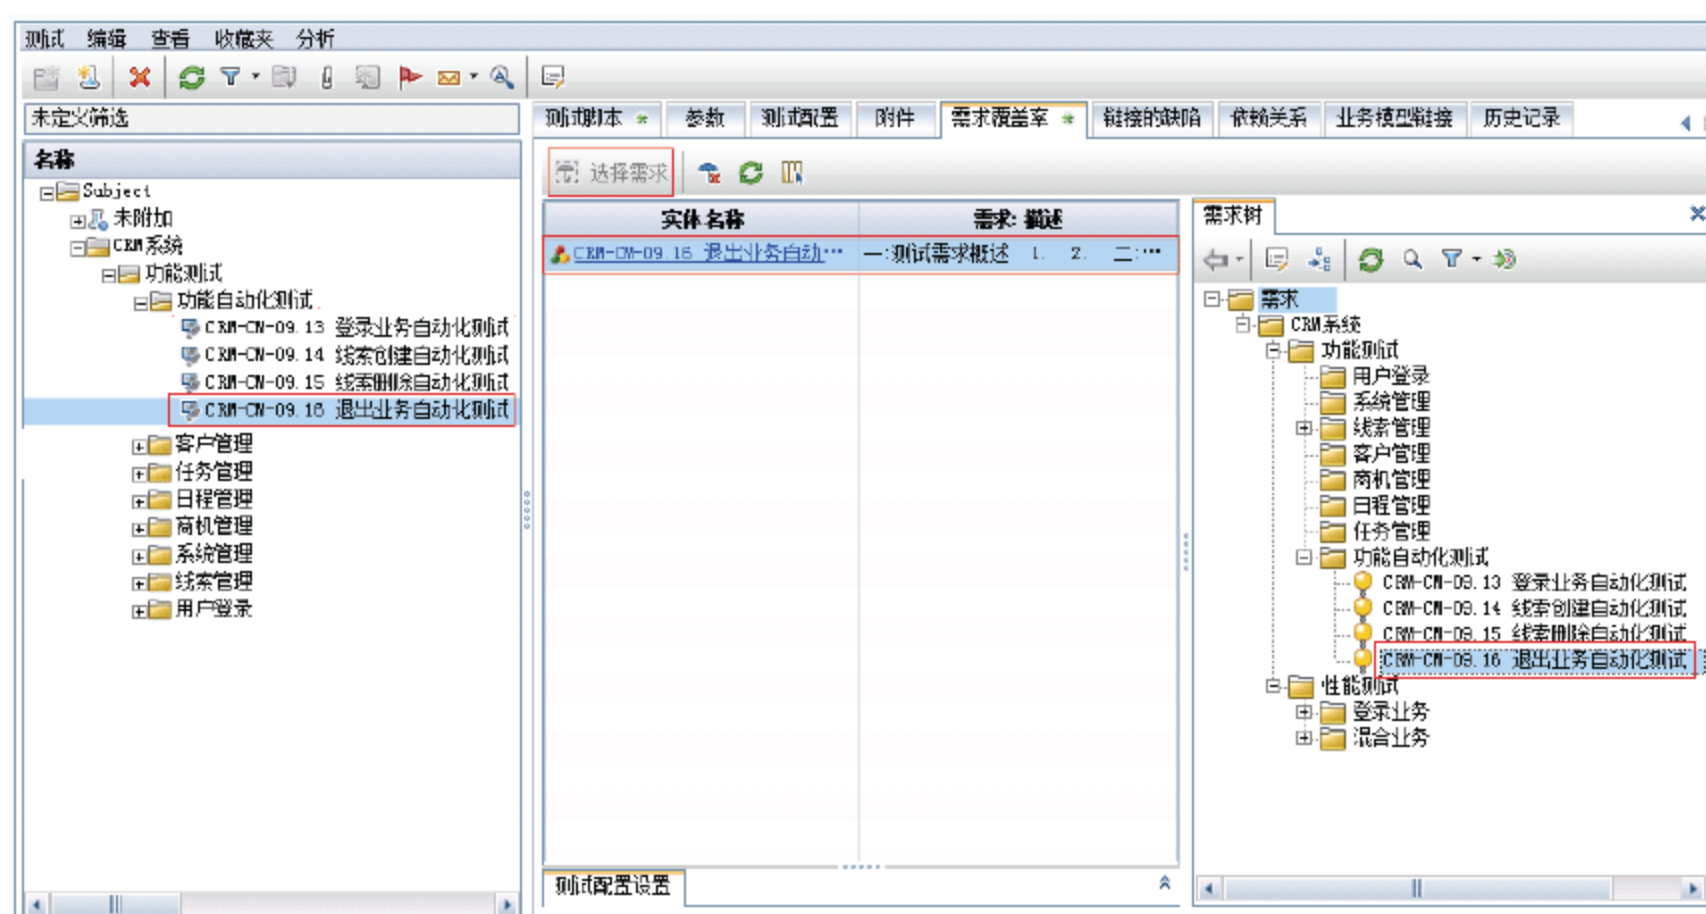 测试 编辑 查看 收藏夹 分析
未定义筛选
名称
Subject
未附加
CRM系统
功能测试
功能自动化测试
CRM-CN-09.13 登录业务自动化测试
CRM-CN-09.14 线索创建自动化测试
CRM-CN-09.15 线索删除自动化测试
CRM-CN-09.16 退出业务自动化测试
客户管理
任务管理
日程管理
商机管理
系统管理
线索管理
用户登录
测试脚本 * 参数 测试配置 附件 需求覆盖率 * 链接的缺陷 依赖关系 业务模型链接 历史记录
选择需求
实体名称 需求: 描述
CRM-CN-09.16 退出业务自动… 一:测试需求概述 1. 2. 二:…
测试配置设置
需求树
需求
CRM系统
功能测试
用户登录
系统管理
线索管理
客户管理
商机管理
日程管理
任务管理
功能自动化测试
CRM-CN-09.13 登录业务自动化测试
CRM-CN-09.14 线索创建自动化测试
CRM-CN-09.15 线索删除自动化测试
CRM-CN-09.16 退出业务自动化测试
性能测试
登录业务
混合业务